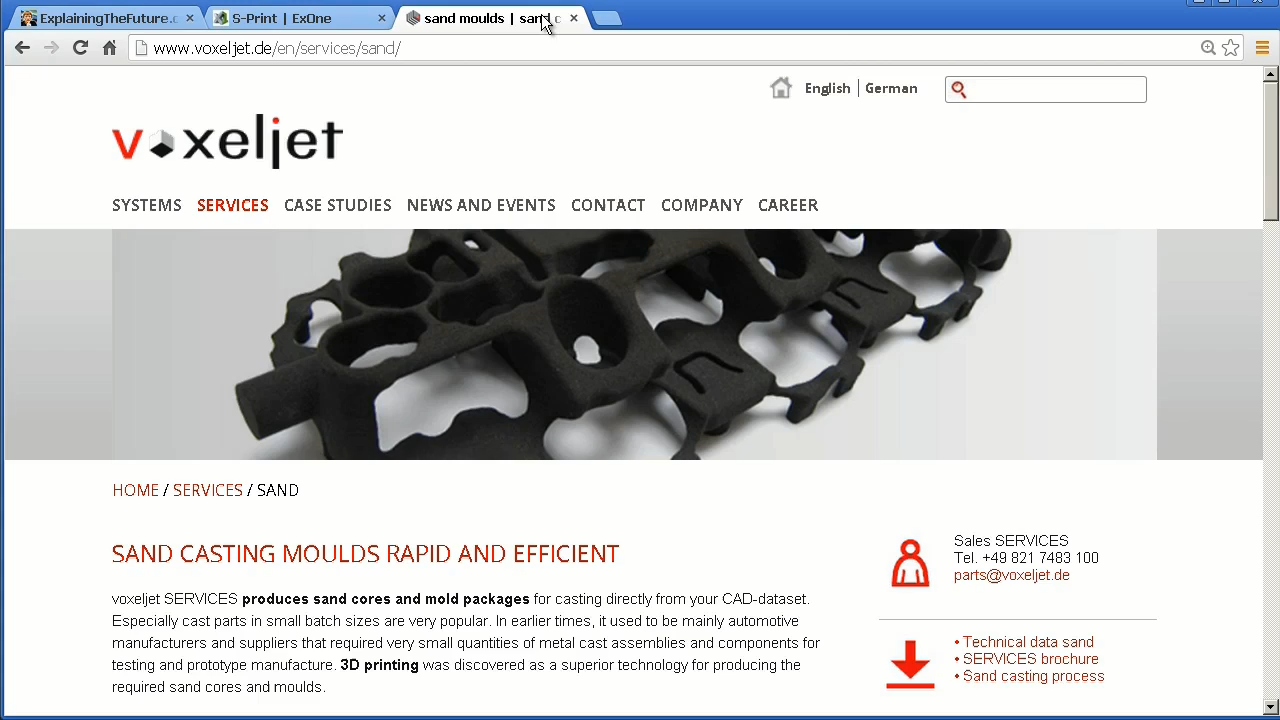 ExplainingTheFuture.c
S-Print | ExOne
sand moulds | sand c
www.voxeljet.de/en/services/sand/
English | German
voxeljet
SYSTEMS SERVICES CASE STUDIES NEWS AND EVENTS CONTACT COMPANY CAREER
HOME / SERVICES / SAND
SAND CASTING MOULDS RAPID AND EFFICIENT
voxeljet SERVICES produces sand cores and mold packages for casting directly from your CAD-dataset.
Especially cast parts in small batch sizes are very popular. In earlier times, it used to be mainly automotive
manufacturers and suppliers that required very small quantities of metal cast assemblies and components for
testing and prototype manufacture. 3D printing was discovered as a superior technology for producing the
required sand cores and moulds.
Sales SERVICES
Tel. +49 821 7483 100
parts@voxeljet.de
• Technical data sand
• SERVICES brochure
• Sand casting process